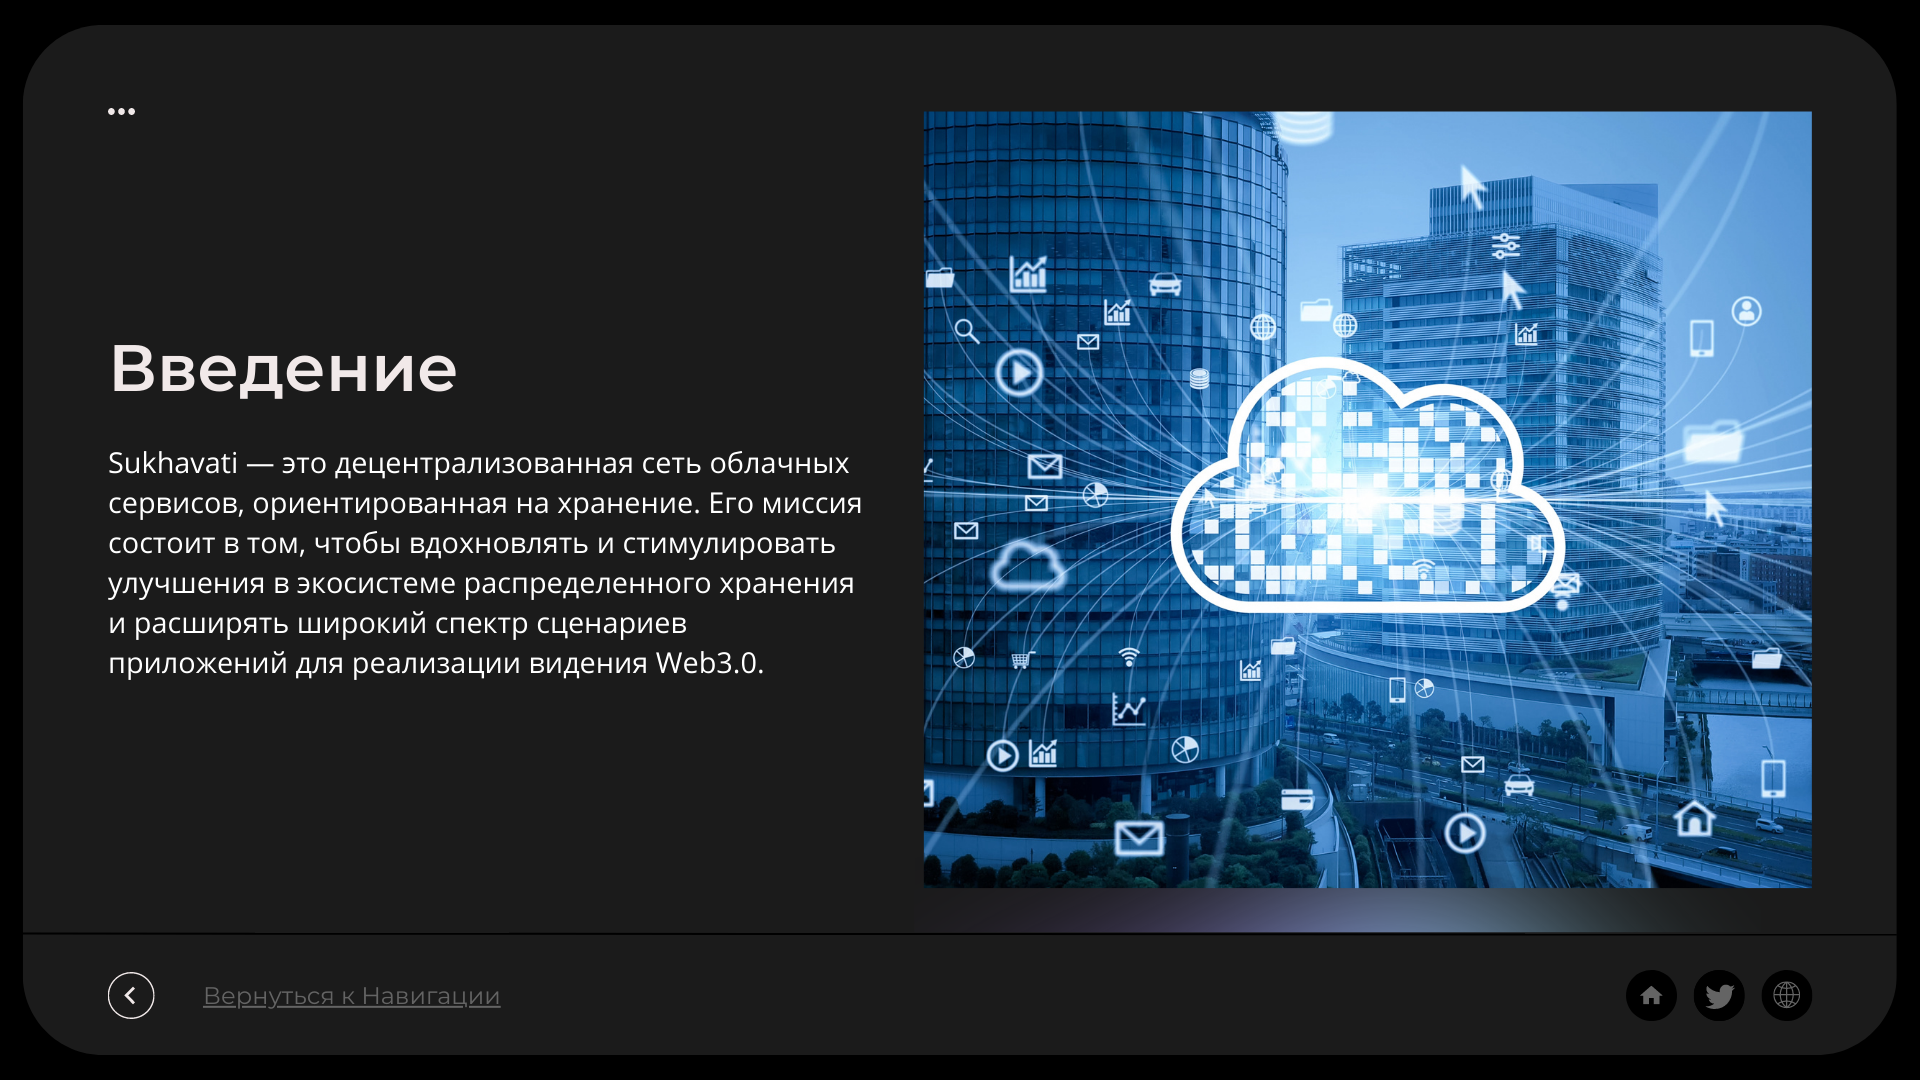 Введение
Sukhavati — это децентрализованная сеть облачных
сервисов, ориентированная на хранение. Его миссия
состоит в том, чтобы вдохновлять и стимулировать
улучшения в экосистеме распределенного хранения
и расширять широкий спектр сценариев
приложений для реализации видения Web3.0.
Вернуться к Навигации